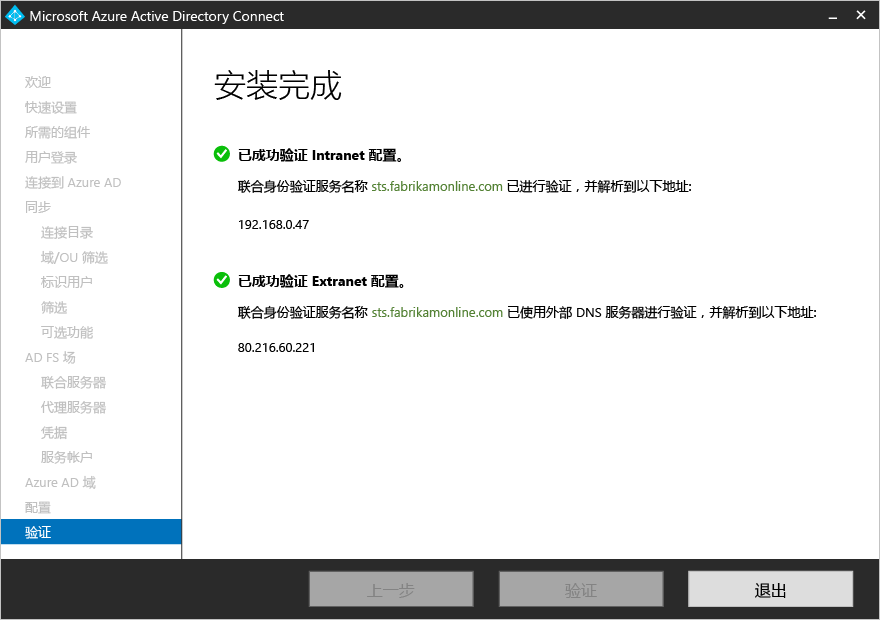 Microsoft Azure Active Directory Connect
欢迎
快速设置
所需的组件
用户登录
连接到 Azure AD
同步
连接目录
域/OU 筛选
标识用户
筛选
可选功能
AD FS 场
联合服务器
代理服务器
凭据
服务帐户
Azure AD 域
配置
验证
安装完成
已成功验证 Intranet 配置。
联合身份验证服务名称 sts.fabrikamonline.com 已进行验证，并解析到以下地址:
192.168.0.47
已成功验证 Extranet 配置。
联合身份验证服务名称 sts.fabrikamonline.com 已使用外部 DNS 服务器进行验证，并解析到以下地址:
80.216.60.221
上一步
验证
退出